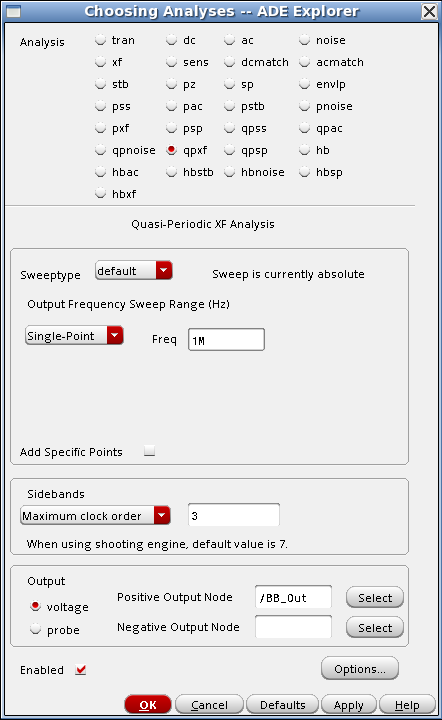 Choosing Analyses -- ADE Explorer
Analysis tran dc ac noise
xf sens dcmatch acmatch
stb pz sp envlp
pss pac pstb pnoise
pxf psp qpss qpac
qpnoise qpxf qpsp hb
hbac hbstb hbnoise hbsp
hbxf
Quasi-Periodic XF Analysis
Sweeptype default Sweep is currently absolute
Output Frequency Sweep Range (Hz)
Single-Point Freq 1M
Add Specific Points
Sidebands
Maximum clock order 3
When using shooting engine, default value is 7.
Output
voltage Positive Output Node /BB_Out Select
probe Negative Output Node Select
Enabled Options...
OK Cancel Defaults Apply Help